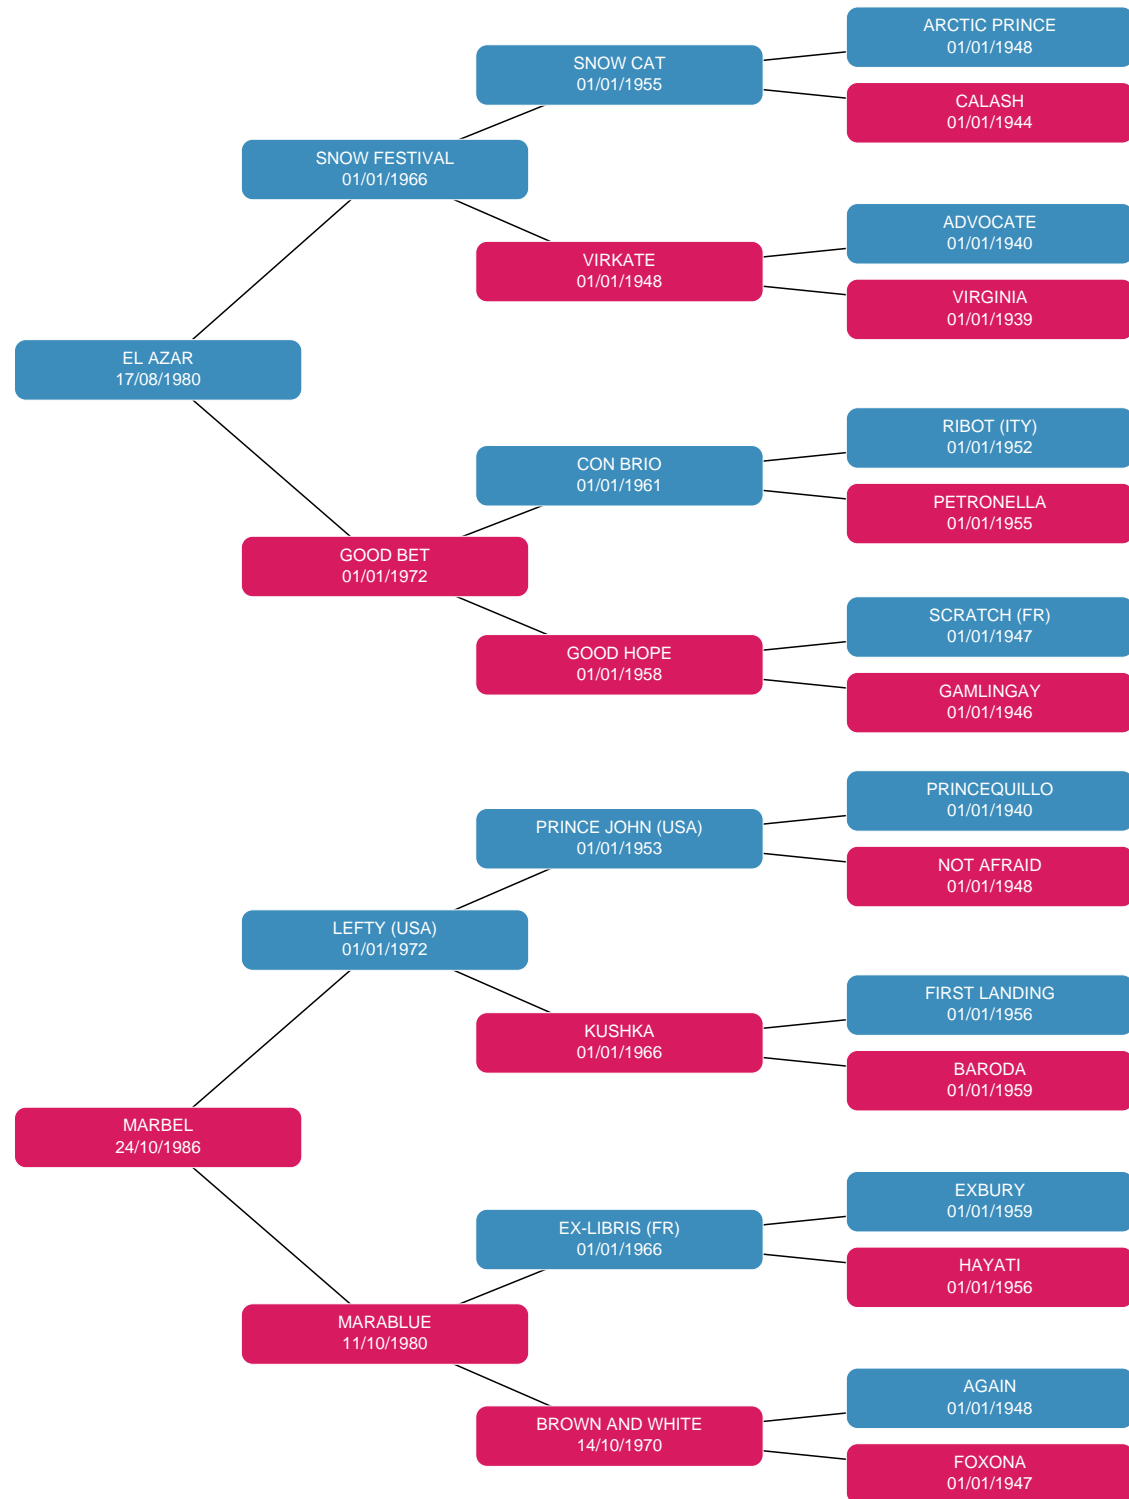 ARCTIC PRINCE
01/01/1948
SNOW CAT
01/01/1955
CALASH
01/01/1944
SNOW FESTIVAL
01/01/1966
ADVOCATE
01/01/1940
VIRKATE
01/01/1948
VIRGINIA
01/01/1939
EL AZAR
17/08/1980
RIBOT (ITY)
01/01/1952
CON BRIO
01/01/1961
PETRONELLA
01/01/1955
GOOD BET
01/01/1972
SCRATCH (FR)
01/01/1947
GOOD HOPE
01/01/1958
GAMLINGAY
01/01/1946
PRINCEQUILLO
01/01/1940
PRINCE JOHN (USA)
01/01/1953
NOT AFRAID
01/01/1948
LEFTY (USA)
01/01/1972
FIRST LANDING
01/01/1956
KUSHKA
01/01/1966
BARODA
01/01/1959
MARBEL
24/10/1986
EXBURY
01/01/1959
EX-LIBRIS (FR)
01/01/1966
HAYATI
01/01/1956
MARABLUE
11/10/1980
AGAIN
01/01/1948
BROWN AND WHITE
14/10/1970
FOXONA
01/01/1947